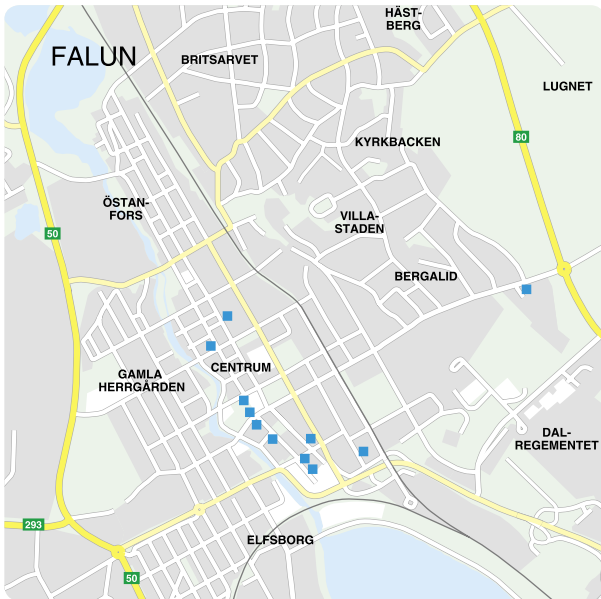 HÄST-
BERG
FALUN
BRITSARVET
LUGNET
80
KYRKBACKEN
ÖSTAN-
FORS
VILLA-
STADEN
50
BERGALID
CENTRUM
GAMLA
HERRGÅRDEN
DAL-
REGEMENTET
293
ELFSBORG
50